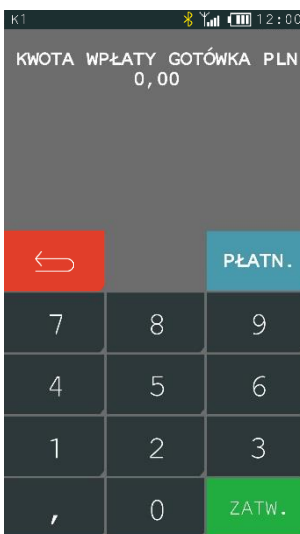 K1 12:00
KWOTA WPŁATY GOTÓWKA PLN
0,00
PŁATN.
7 8 9
4 5 6
1 2 3
, 0 ZATW.